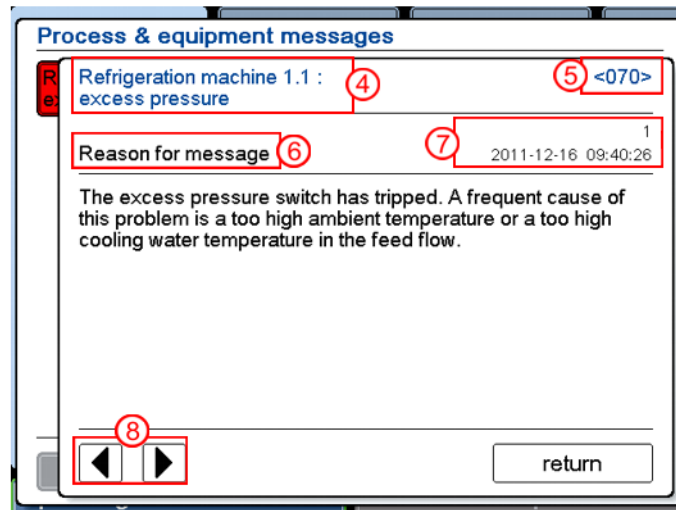 Process & equipment messages
R
Refrigeration machine 1.1 :
excess pressure
4
5
<070>
e
Reason for message
6
7
1
2011-12-16 09:40:26
The excess pressure switch has tripped. A frequent cause of
this problem is a too high ambient temperature or a too high
cooling water temperature in the feed flow.
8
return